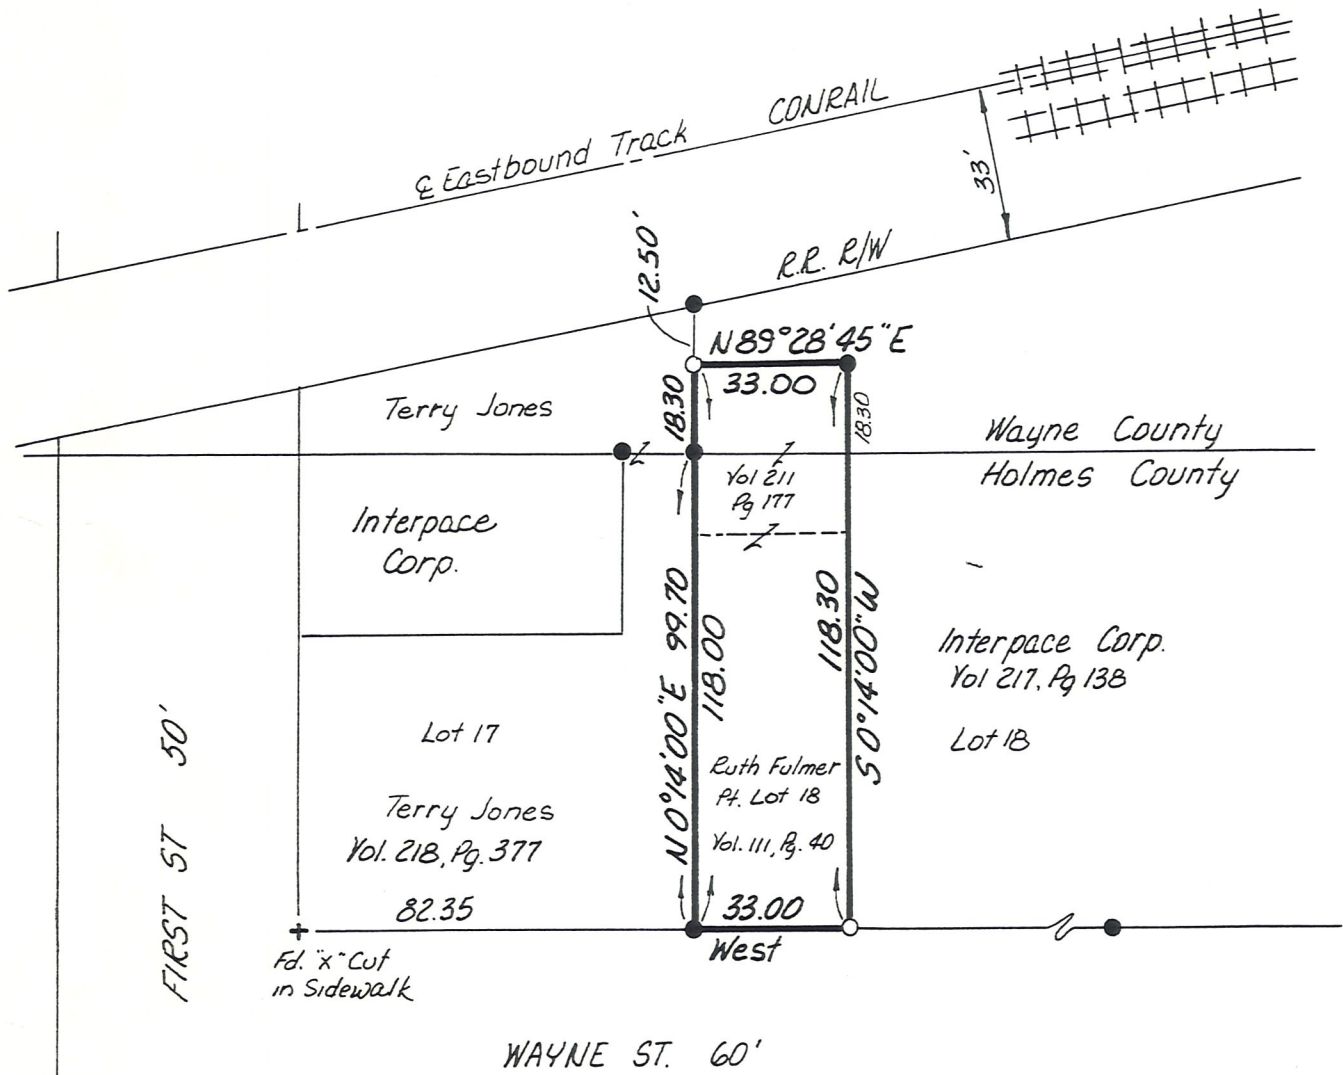 ℄ Eastbound Track
CONRAIL
33'
R.R. R/W
12.50'
N 89°28'45"E
33.00
18.30
18.30
Terry Jones
Wayne County
Holmes County
Vol 211
Pg 177
Interpace
Corp.
N 0°14'00"E 99.70
118.00
118.30
S 0°14'00"W
Interpace Corp.
Vol 217, Pg 138
Lot 18
Lot 17
Terry Jones
Vol. 218, Pg. 377
82.35
Ruth Fulmer
Pt. Lot 18
Vol. 111, Pg. 40
33.00
West
FIRST ST 50'
Fd. "x" Cut
in Sidewalk
WAYNE ST. 60'